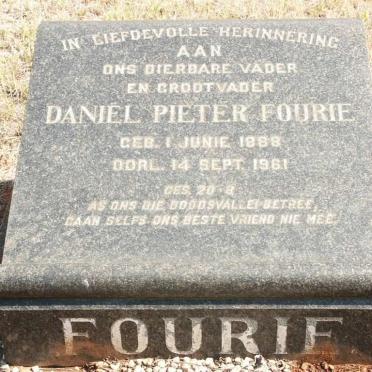 IN LIEFDEVOLLE HERINNERING
AAN
ONS DIERBARE VADER
EN GROOTVADER
DANIËL PIETER FOURIE
GEB. 1 JUNIE 1888
OORL. 14 SEPT. 1961
GES. 20-8
AS ONS DIE DOODSVALLEI BETREE,
GAAN SELFS ONS BESTE VRIEND NIE MEE.
FOURIE